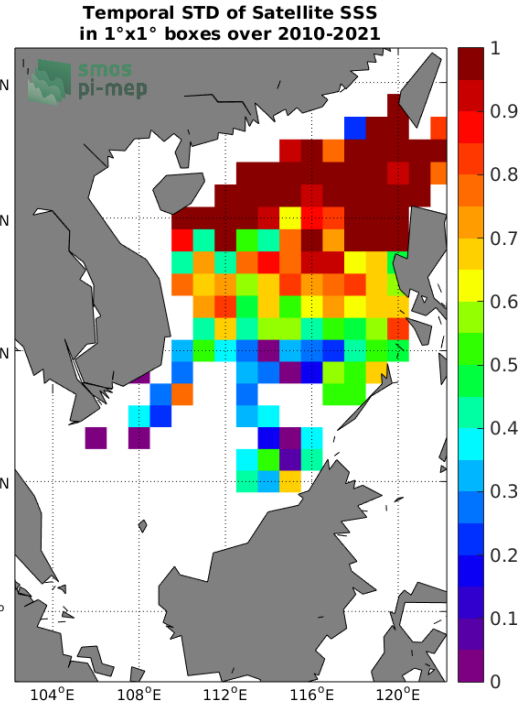 Temporal STD of Satellite SSS
in 1°x1° boxes over 2010-2021
smos
pi-mep
N
N
N
N
°
104°E
108°E
112°E
116°E
120°E
1
0.9
0.8
0.7
0.6
0.5
0.4
0.3
0.2
0.1
0